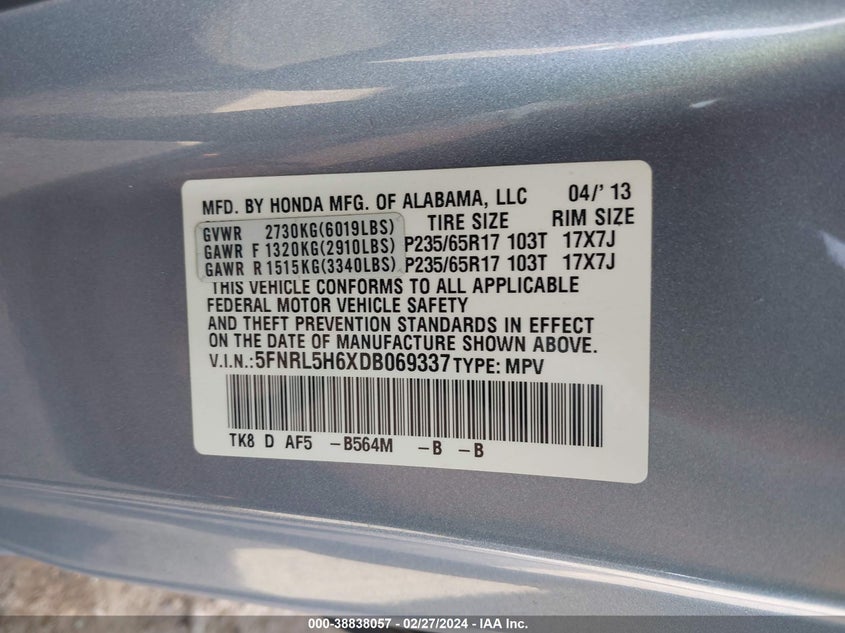 MFD. BY HONDA MFG. OF ALABAMA, LLC 04/' 13
GVWR 2730KG(6019LBS) TIRE SIZE RIM SIZE
GAWR F 1320KG(2910LBS) P235/65R17 103T 17X7J
GAWR R 1515KG(3340LBS) P235/65R17 103T 17X7J
THIS VEHICLE CONFORMS TO ALL APPLICABLE
FEDERAL MOTOR VEHICLE SAFETY
AND THEFT PREVENTION STANDARDS IN EFFECT
ON THE DATE OF MANUFACTURE SHOWN ABOVE.
V.I.N.:5FNRL5H6XDB069337 TYPE: MPV
TK8 D AF5 -B564M -B -B
000-38838057 - 02/27/2024 - IAA Inc.